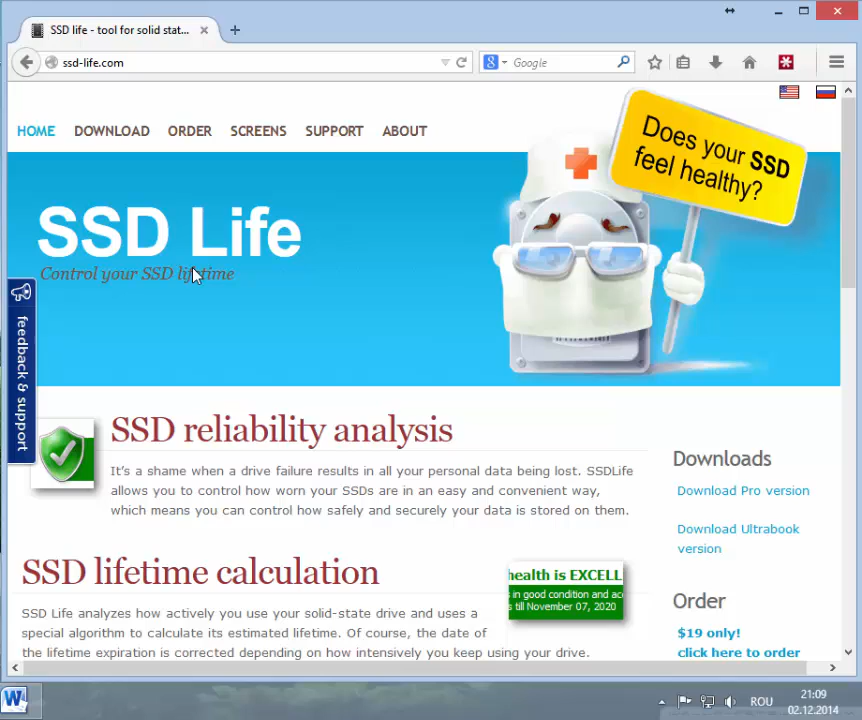 SSD life - tool for solid stat...
ssd-life.com
Google
HOME DOWNLOAD ORDER SCREENS SUPPORT ABOUT
Does your SSD
feel healthy?
SSD Life
Control your SSD lifetime
feedback & support
SSD reliability analysis
It's a shame when a drive failure results in all your personal data being lost. SSDLife
allows you to control how worn your SSDs are in an easy and convenient way,
which means you can control how safely and securely your data is stored on them.
Downloads
Download Pro version
Download Ultrabook
version
SSD lifetime calculation
health is EXCELL
s in good condition and acc
s till November 07, 2020
SSD Life analyzes how actively you use your solid-state drive and uses a
special algorithm to calculate its estimated lifetime. Of course, the date of
the lifetime expiration is corrected depending on how intensively you keep using your drive.
Order
$19 only!
click here to order
W
ROU
21:09
02.12.2014